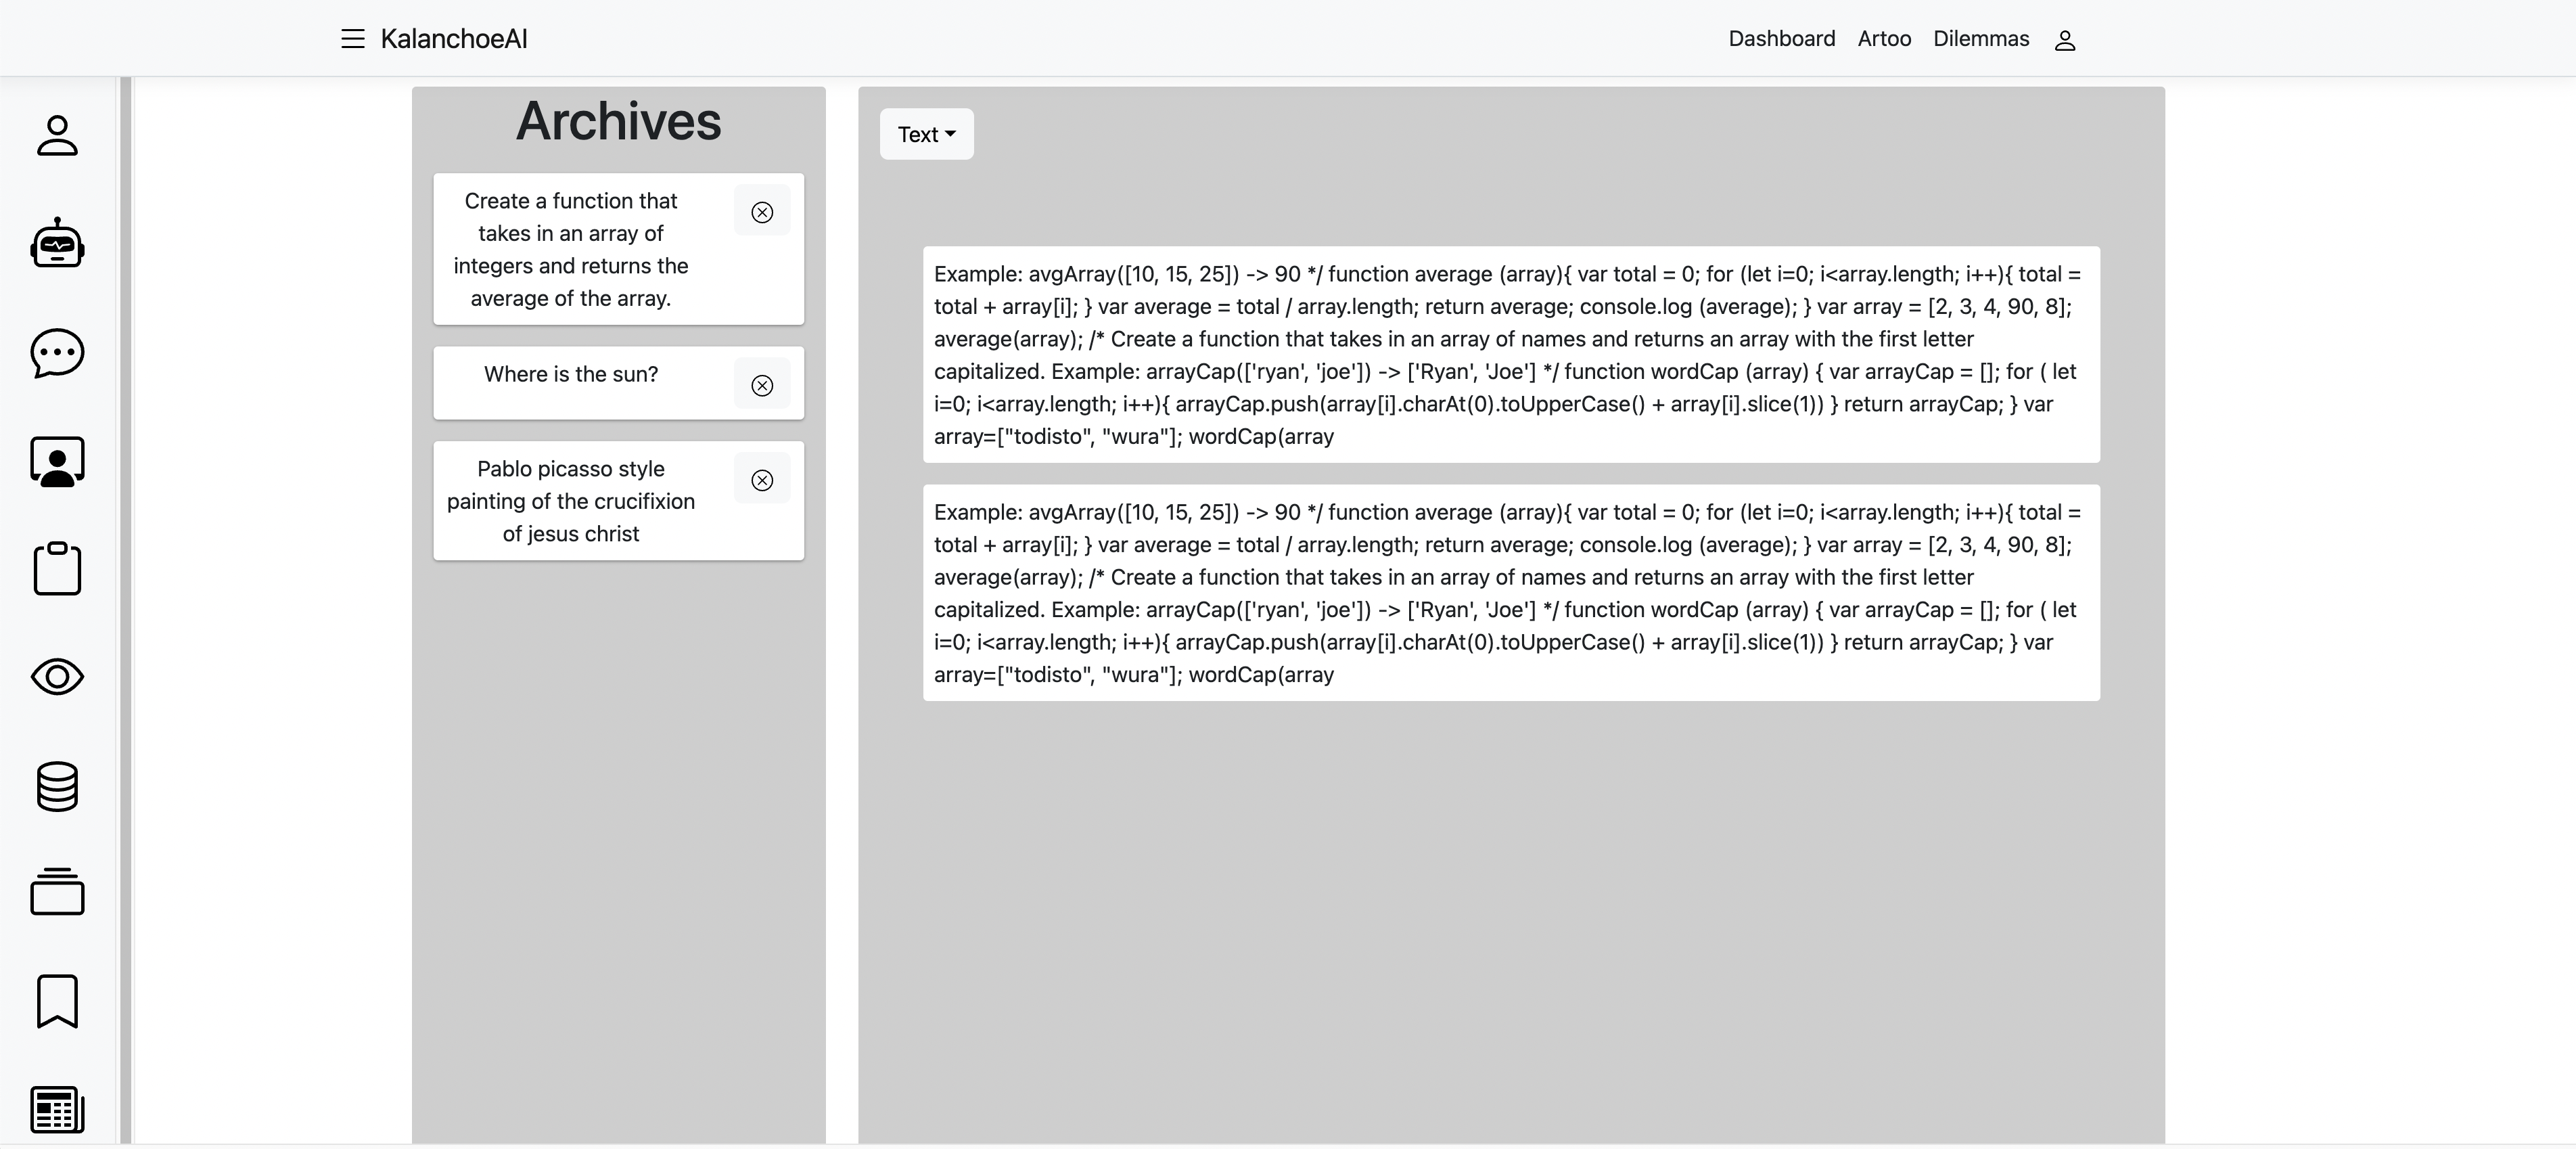 KalanchoeAI
Dashboard Artoo Dilemmas
Archives
Create a function that
takes in an array of
integers and returns the
average of the array.
Where is the sun?
Pablo picasso style
painting of the crucifixion
of jesus christ
Text
Example: avgArray([10, 15, 25]) -> 90 */ function average (array){ var total = 0; for (let i=0; i<array.length; i++){ total =
total + array[i]; } var average = total / array.length; return average; console.log (average); } var array = [2, 3, 4, 90, 8];
average(array); /* Create a function that takes in an array of names and returns an array with the first letter
capitalized. Example: arrayCap(['ryan', 'joe']) -> ['Ryan', 'Joe'] */ function wordCap (array) { var arrayCap = []; for ( let
i=0; i<array.length; i++){ arrayCap.push(array[i].charAt(0).toUpperCase() + array[i].slice(1)) } return arrayCap; } var
array=["todisto", "wura"]; wordCap(array
Example: avgArray([10, 15, 25]) -> 90 */ function average (array){ var total = 0; for (let i=0; i<array.length; i++){ total =
total + array[i]; } var average = total / array.length; return average; console.log (average); } var array = [2, 3, 4, 90, 8];
average(array); /* Create a function that takes in an array of names and returns an array with the first letter
capitalized. Example: arrayCap(['ryan', 'joe']) -> ['Ryan', 'Joe'] */ function wordCap (array) { var arrayCap = []; for ( let
i=0; i<array.length; i++){ arrayCap.push(array[i].charAt(0).toUpperCase() + array[i].slice(1)) } return arrayCap; } var
array=["todisto", "wura"]; wordCap(array